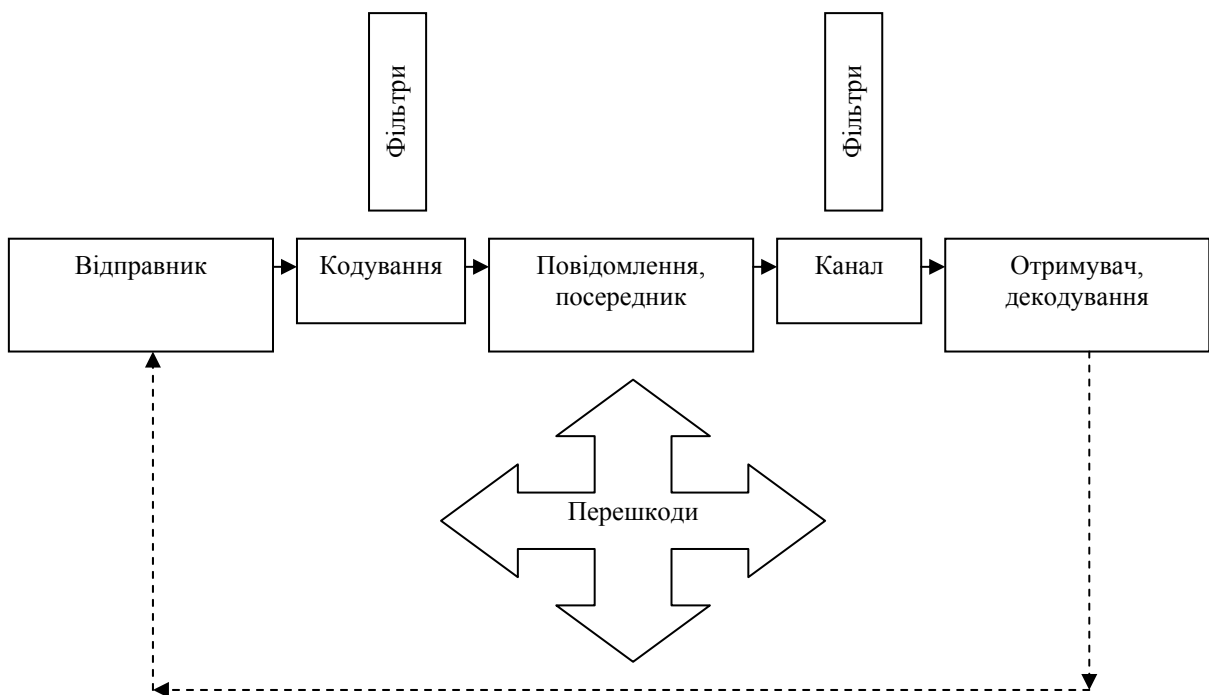 Фільтри
Фільтри
Відправник
Кодування
Повідомлення,
посередник
Канал
Отримувач,
декодування
Перешкоди